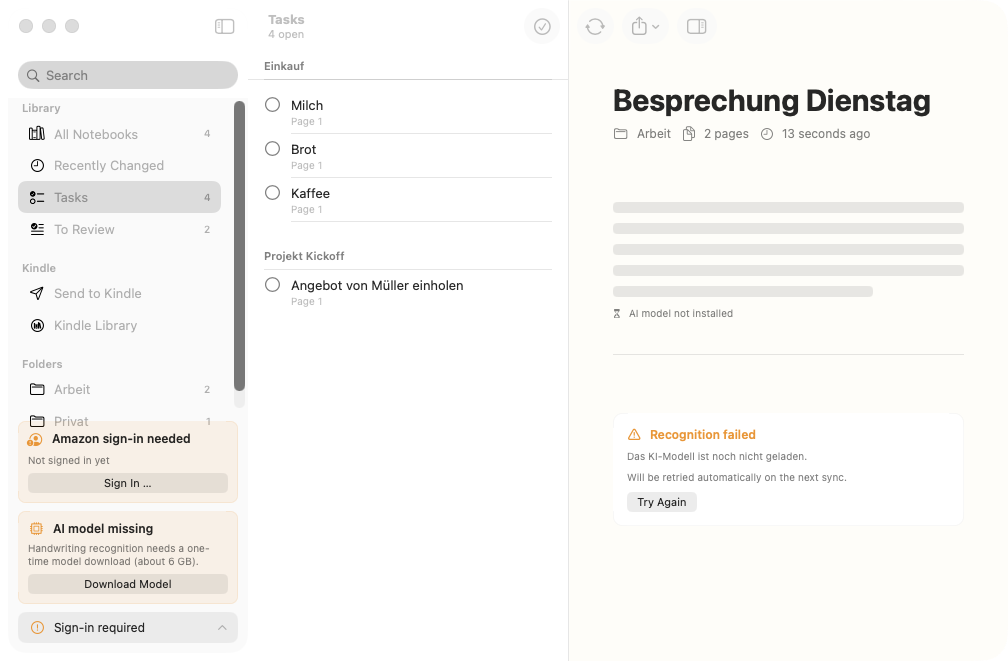 Search
Library
All Notebooks 4
Recently Changed
Tasks 4
To Review 2
Kindle
Send to Kindle
Kindle Library
Folders
Arbeit 2
Privat 1
Amazon sign-in needed
Not signed in yet
Sign In ...
AI model missing
Handwriting recognition needs a one-
time model download (about 6 GB).
Download Model
Sign-in required
Tasks
4 open
Einkauf
Milch
Page 1
Brot
Page 1
Kaffee
Page 1
Projekt Kickoff
Angebot von Müller einholen
Page 1
Besprechung Dienstag
Arbeit 2 pages 13 seconds ago
AI model not installed
Recognition failed
Das KI-Modell ist noch nicht geladen.
Will be retried automatically on the next sync.
Try Again